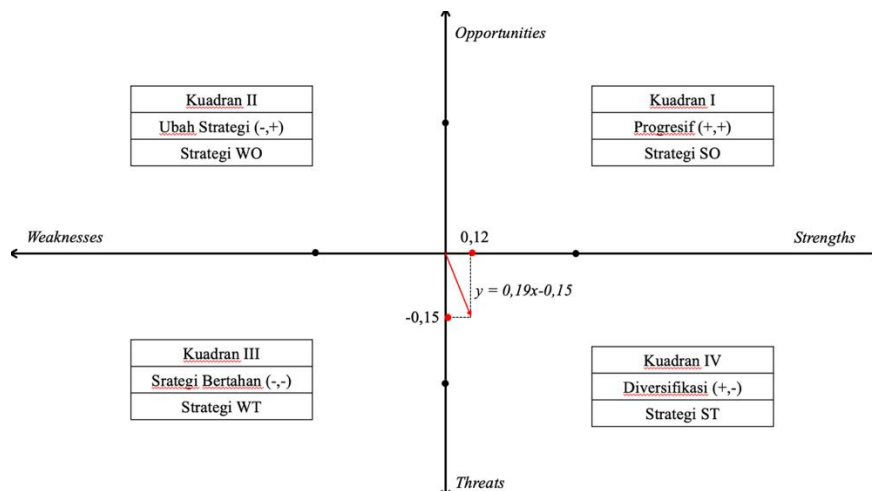 Opportunities
Kuadran II
Ubah Strategi (-,+)
Strategi WO
Kuadran I
Progresif (+,+)
Strategi SO
Weaknesses
0,12
Strengths
y = 0,19x-0,15
-0,15
Kuadran III
Srategi Bertahan (-,-)
Strategi WT
Kuadran IV
Diversifikasi (+,-)
Strategi ST
Threats